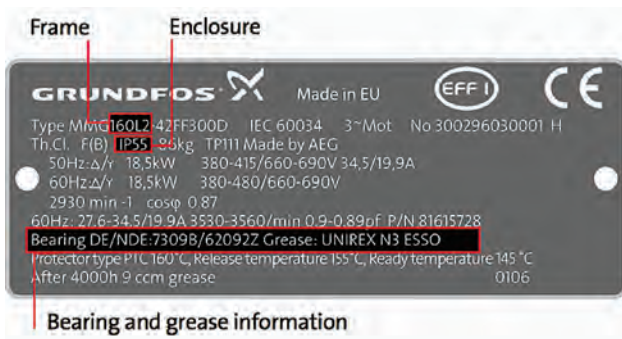 Frame Enclosure
GRUNDFOS Made in EU EFF 1 CE
Type MMG160L2-42FF300D IEC 60034 3~Mot No 300296030001 H
Th.Cl. F(B) IP55 86kg TP111 Made by AEG
50Hz:Δ/Y 18,5kW 380-415/660-690V 34,5/19,9A
60Hz:Δ/Y 18,5kW 380-480/660-690V
2930 min -1 cosφ 0.87
60Hz: 27.6-34.5/19.9A 3530-3560/min 0.9-0.89pf P/N 81615728
Bearing DE/NDE:7309B/62092Z Grease: UNIREX N3 ESSO
Protector type PTC 160°C, Release temperature 155°C, Ready temperature 145 °C
After 4000h 9 ccm grease 0106
Bearing and grease information